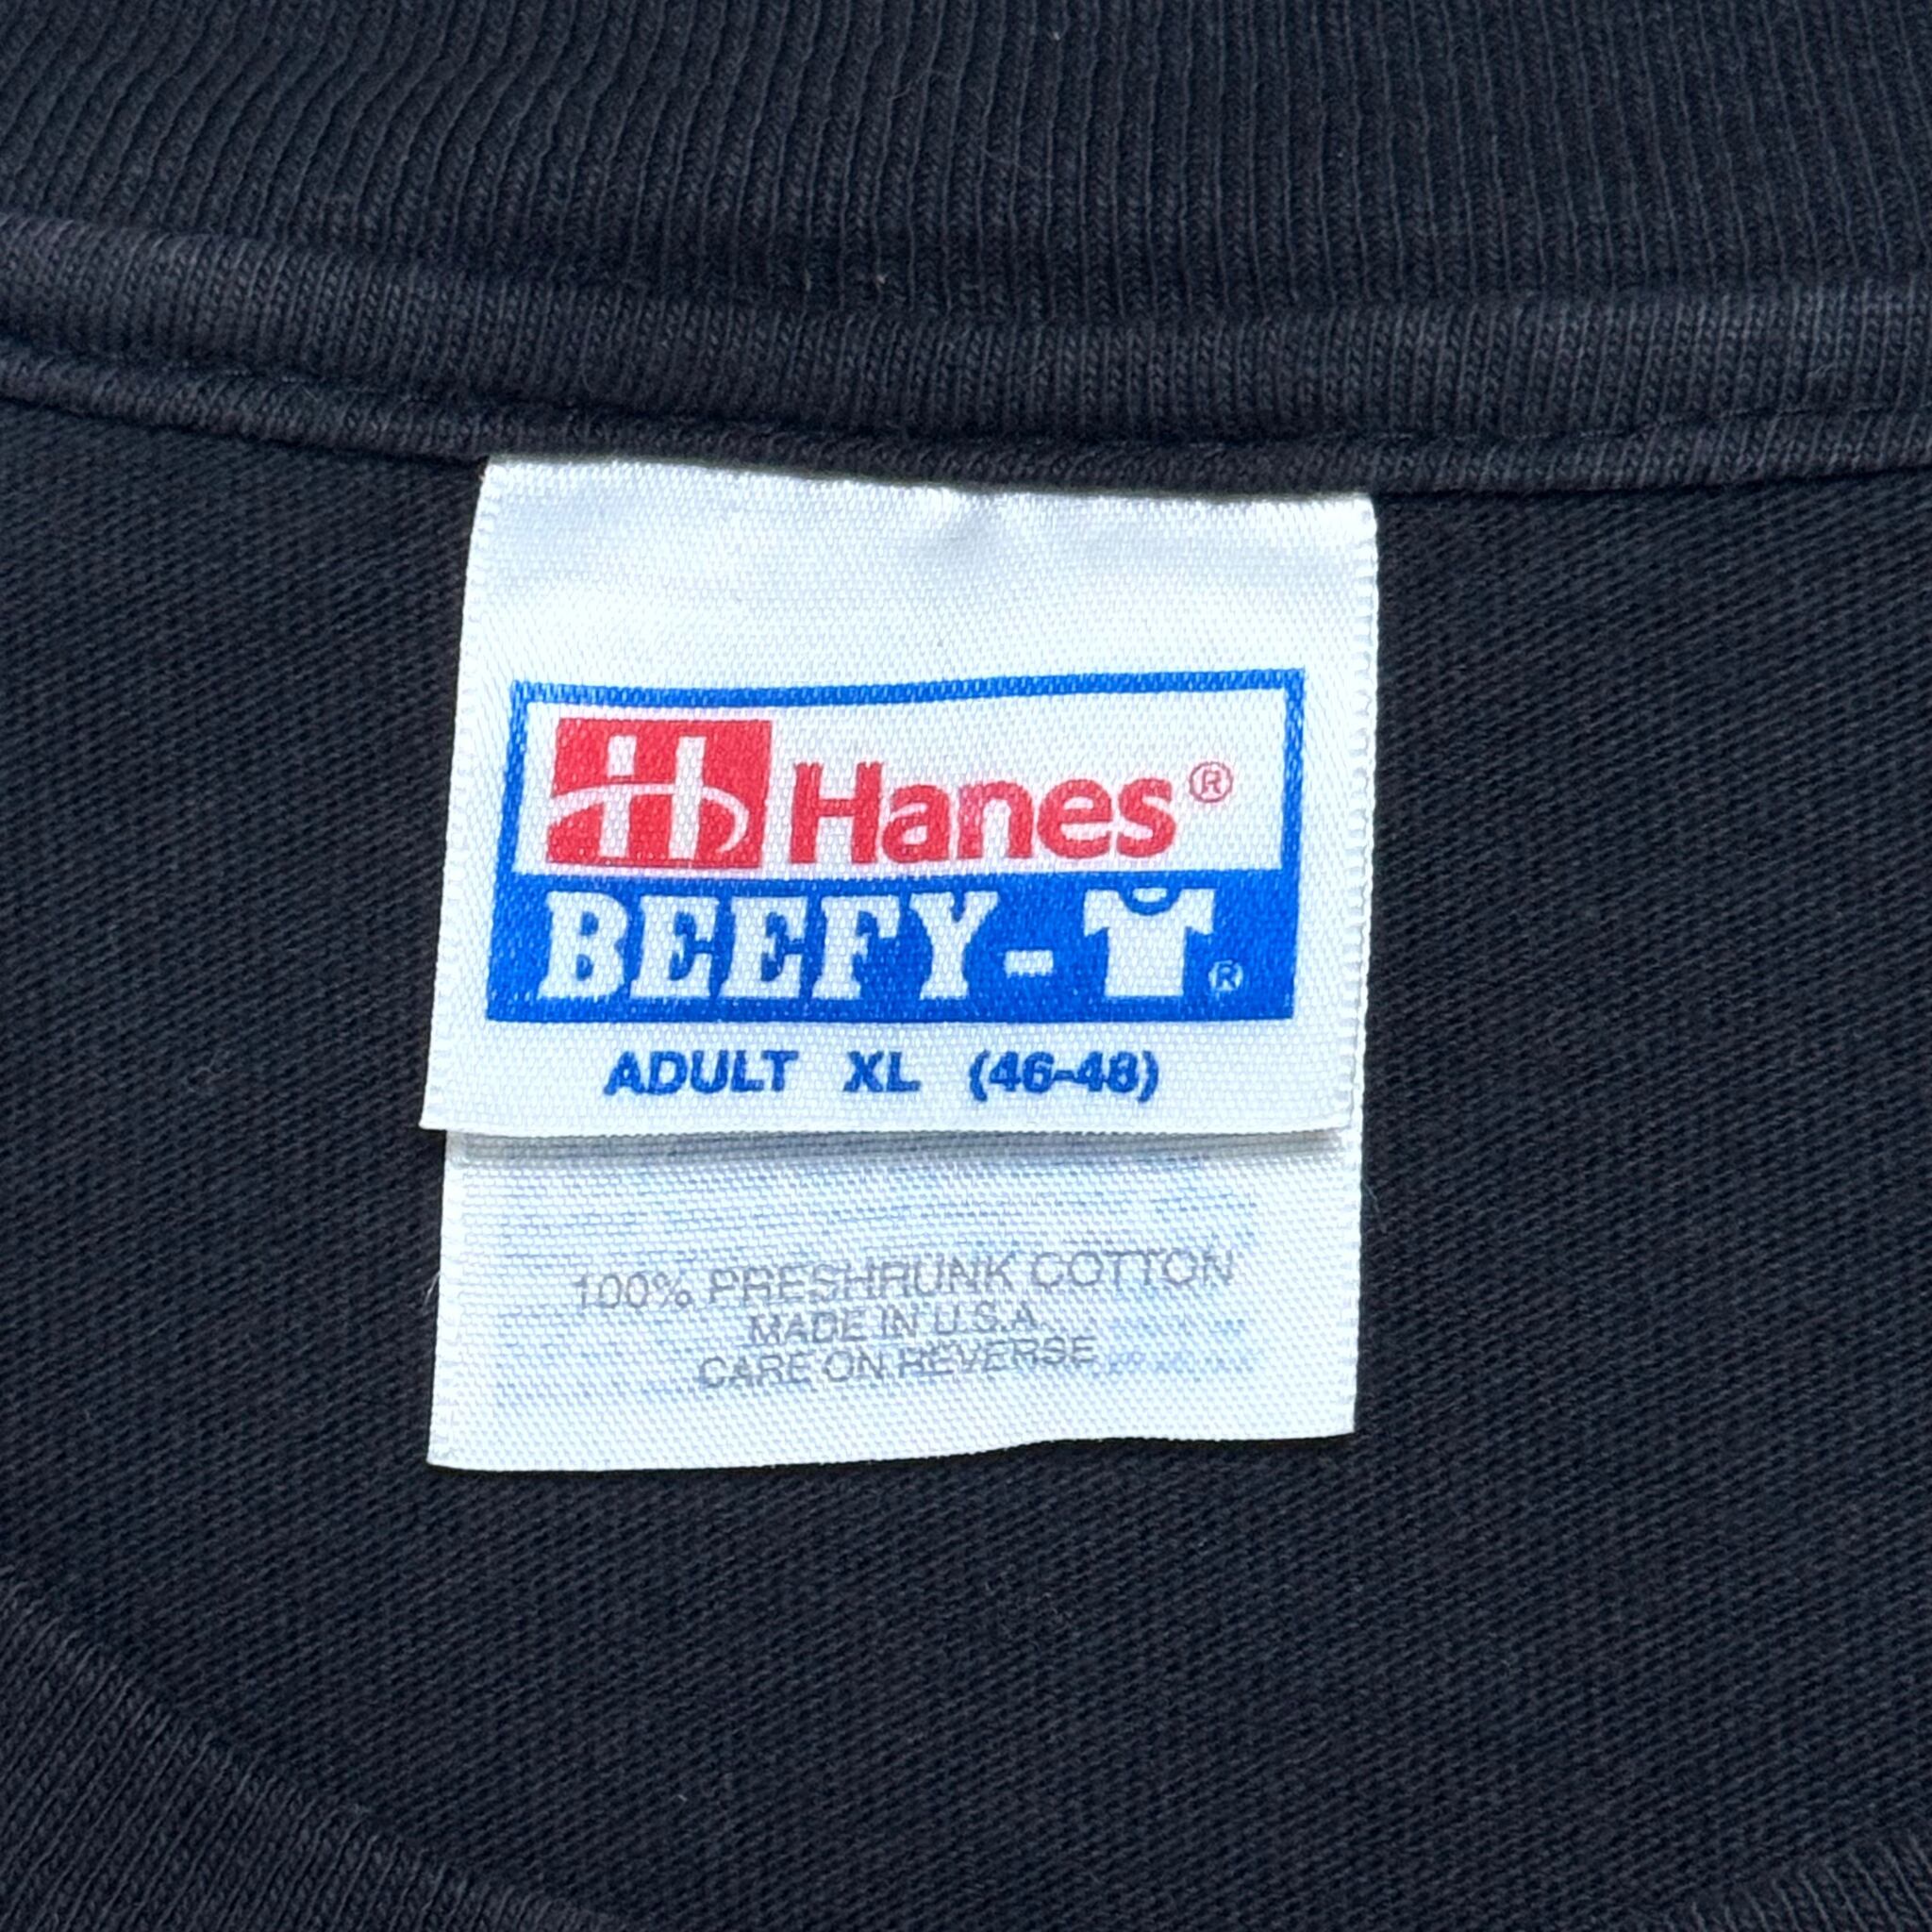 H Hanes®
BEEFY-T®
ADULT XL (46-48)
100% PRESHRUNK COTTON
MADE IN U.S.A.
CARE ON REVERSE